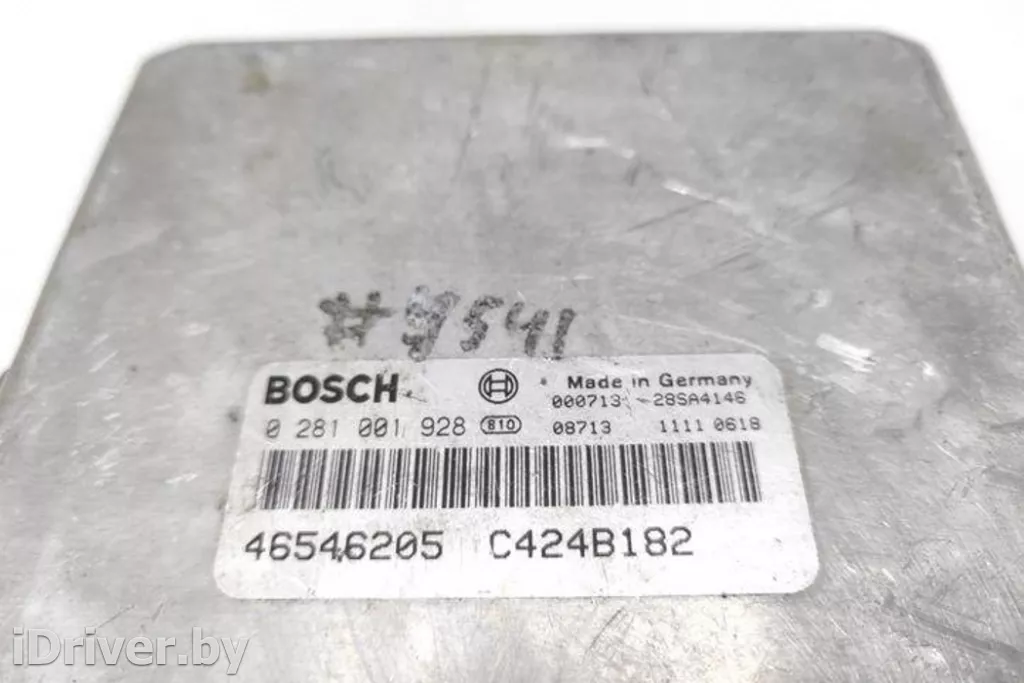 #9541
BOSCH Made in Germany
000713 28SA4146
0 281 001 928 810 08713 1111 0618
46546205 C424B182
iDriver.by